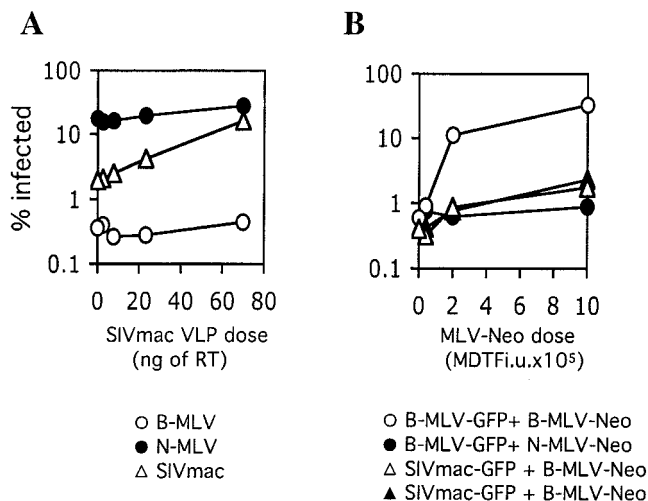 A
B
% infected
100
10
1
0.1
0 20 40 60 80
SIVmac VLP dose
(ng of RT)
○ B-MLV
● N-MLV
△ SIVmac
100
10
1
0.1
0 2 4 6 8 10
MLV-Neo dose
(MDTFi.u.x10⁵)
○ B-MLV-GFP+ B-MLV-Neo
● B-MLV-GFP+ N-MLV-Neo
△ SIVmac-GFP + B-MLV-Neo
▲ SIVmac-GFP + B-MLV-Neo